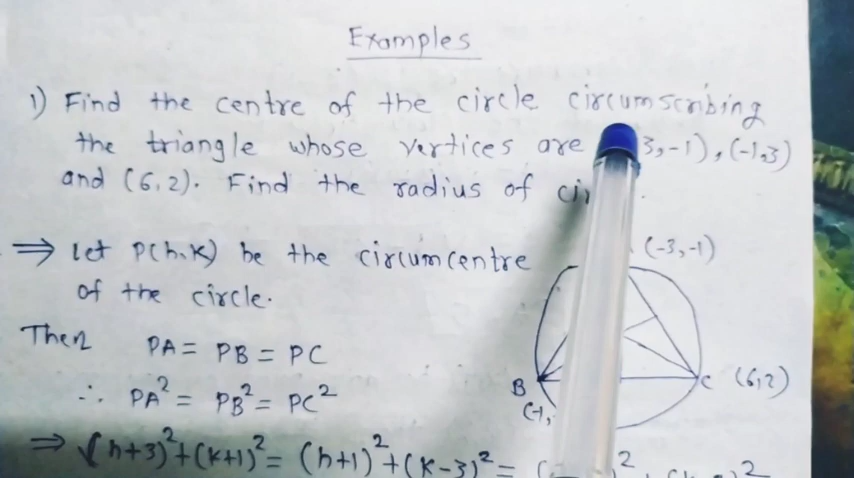 Examples
1) Find the centre of the circle circumscribing
the triangle whose vertices are 3,-1), (-1,3)
and (6,2). Find the radius of
⇒ Let P(h,k) be the circumcentre
of the circle.
(-3,-1)
Then PA = PB = PC
∴ PA² = PB² = PC²
B
C (6,2)
(-1,
⇒ (h+3)²+(k+1)² = (h+1)²+(k-3)² =